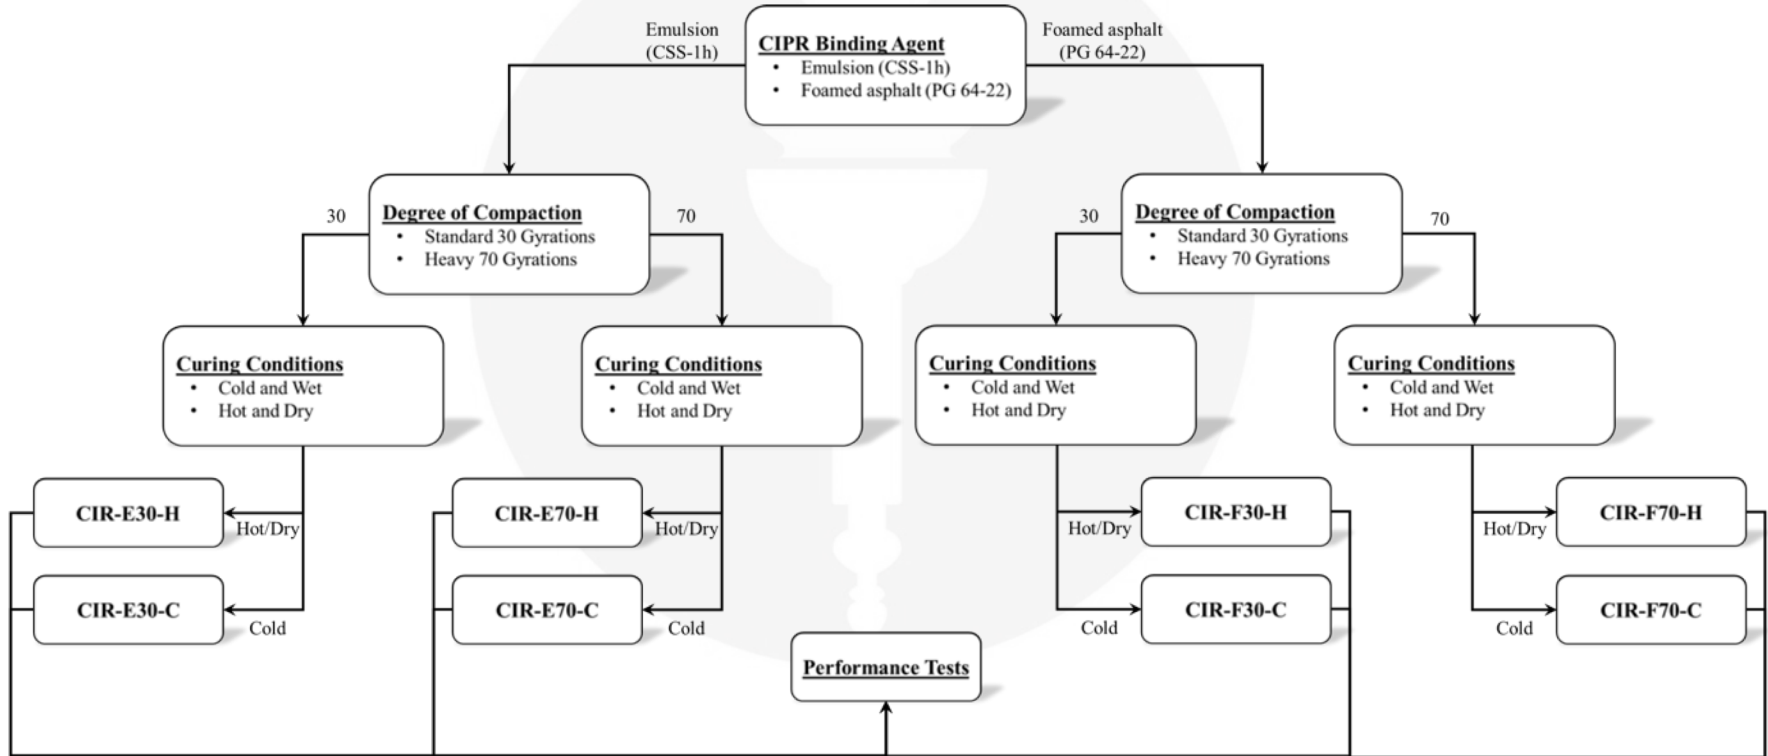 Emulsion
(CSS-1h)
CIPR Binding Agent
• Emulsion (CSS-1h)
• Foamed asphalt (PG 64-22)
Foamed asphalt
(PG 64-22)
30
Degree of Compaction
• Standard 30 Gyrations
• Heavy 70 Gyrations
70
30
Degree of Compaction
• Standard 30 Gyrations
• Heavy 70 Gyrations
70
Curing Conditions
• Cold and Wet
• Hot and Dry
Curing Conditions
• Cold and Wet
• Hot and Dry
Curing Conditions
• Cold and Wet
• Hot and Dry
Curing Conditions
• Cold and Wet
• Hot and Dry
CIR-E30-H
Hot/Dry
CIR-E70-H
Hot/Dry
Hot/Dry
CIR-F30-H
Hot/Dry
CIR-F70-H
CIR-E30-C
Cold
CIR-E70-C
Cold
Cold
CIR-F30-C
Cold
CIR-F70-C
Performance Tests